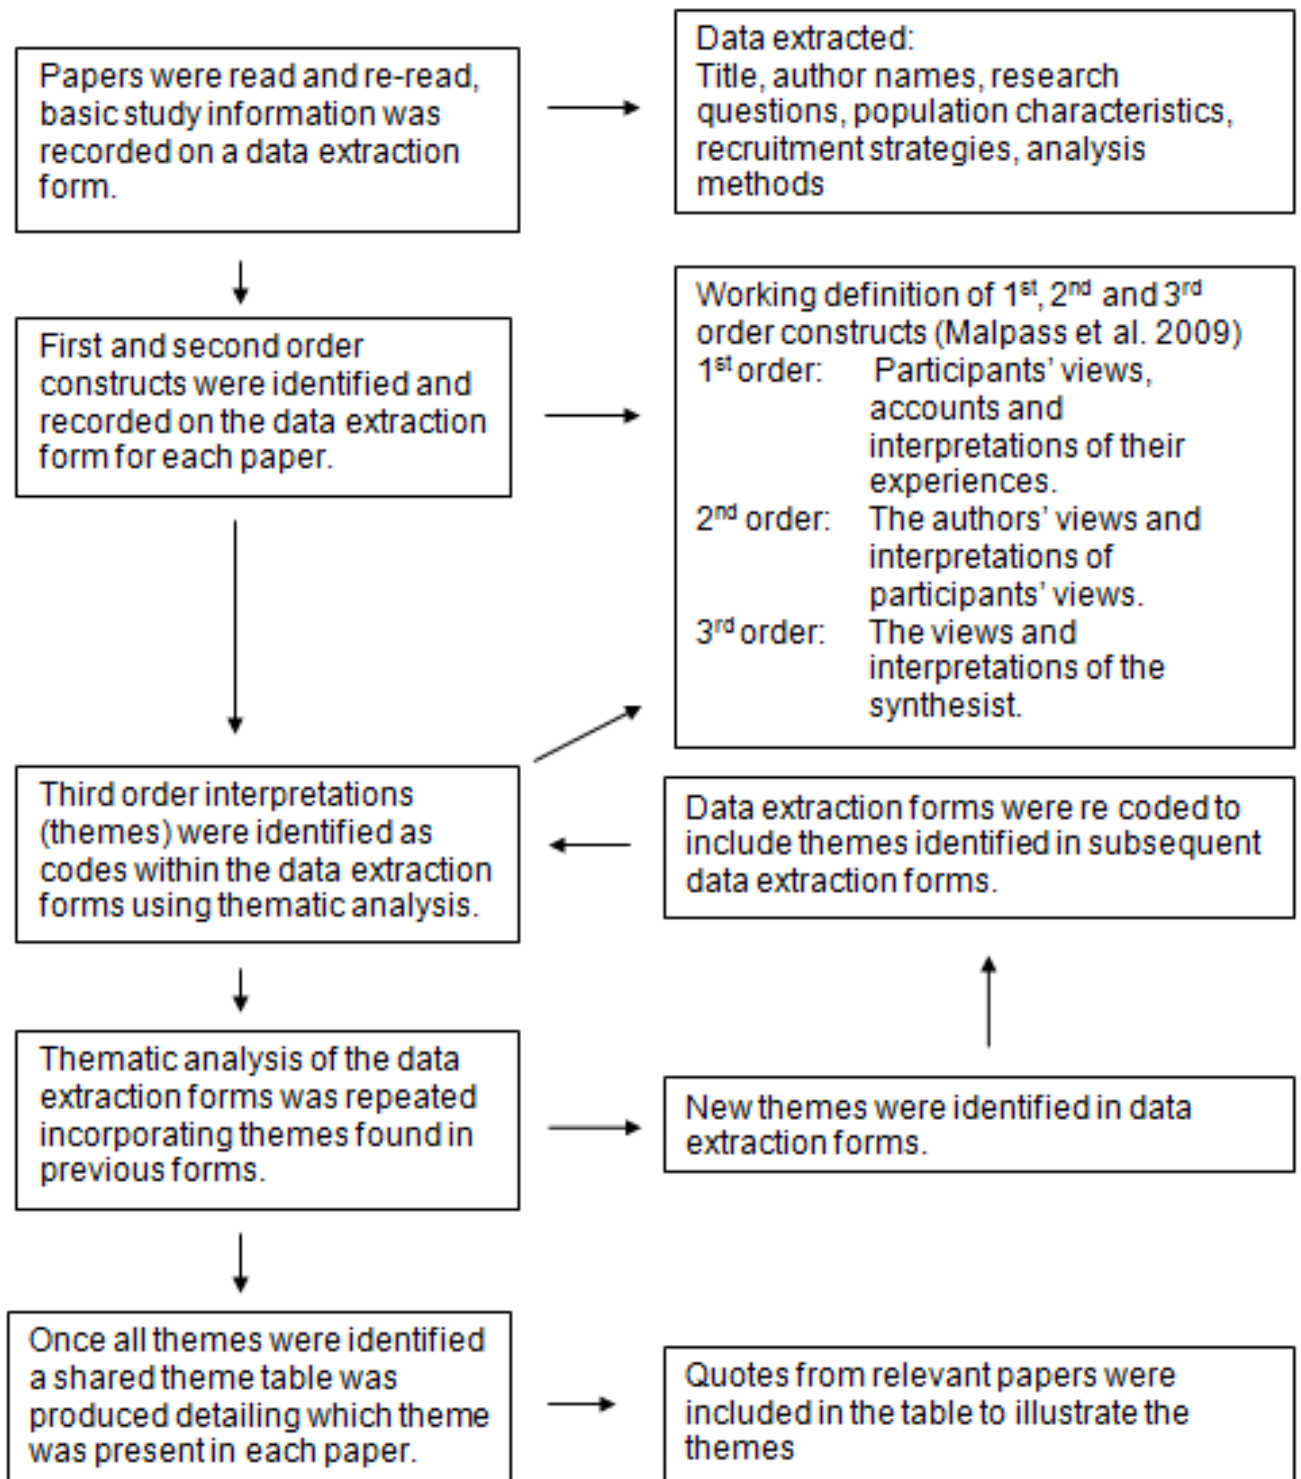 Papers were read and re-read,
basic study information was
recorded on a data extraction
form.
Data extracted:
Title, author names, research
questions, population characteristics,
recruitment strategies, analysis
methods
First and second order
constructs were identified and
recorded on the data extraction
form for each paper.
Working definition of 1st, 2nd and 3rd
order constructs (Malpass et al. 2009)
1st order: Participants' views,
accounts and
interpretations of their
experiences.
2nd order: The authors' views and
interpretations of
participants' views.
3rd order: The views and
interpretations of the
synthesist.
Third order interpretations
(themes) were identified as
codes within the data extraction
forms using thematic analysis.
Data extraction forms were re coded to
include themes identified in subsequent
data extraction forms.
Thematic analysis of the data
extraction forms was repeated
incorporating themes found in
previous forms.
New themes were identified in data
extraction forms.
Once all themes were identified
a shared theme table was
produced detailing which theme
was present in each paper.
Quotes from relevant papers were
included in the table to illustrate the
themes